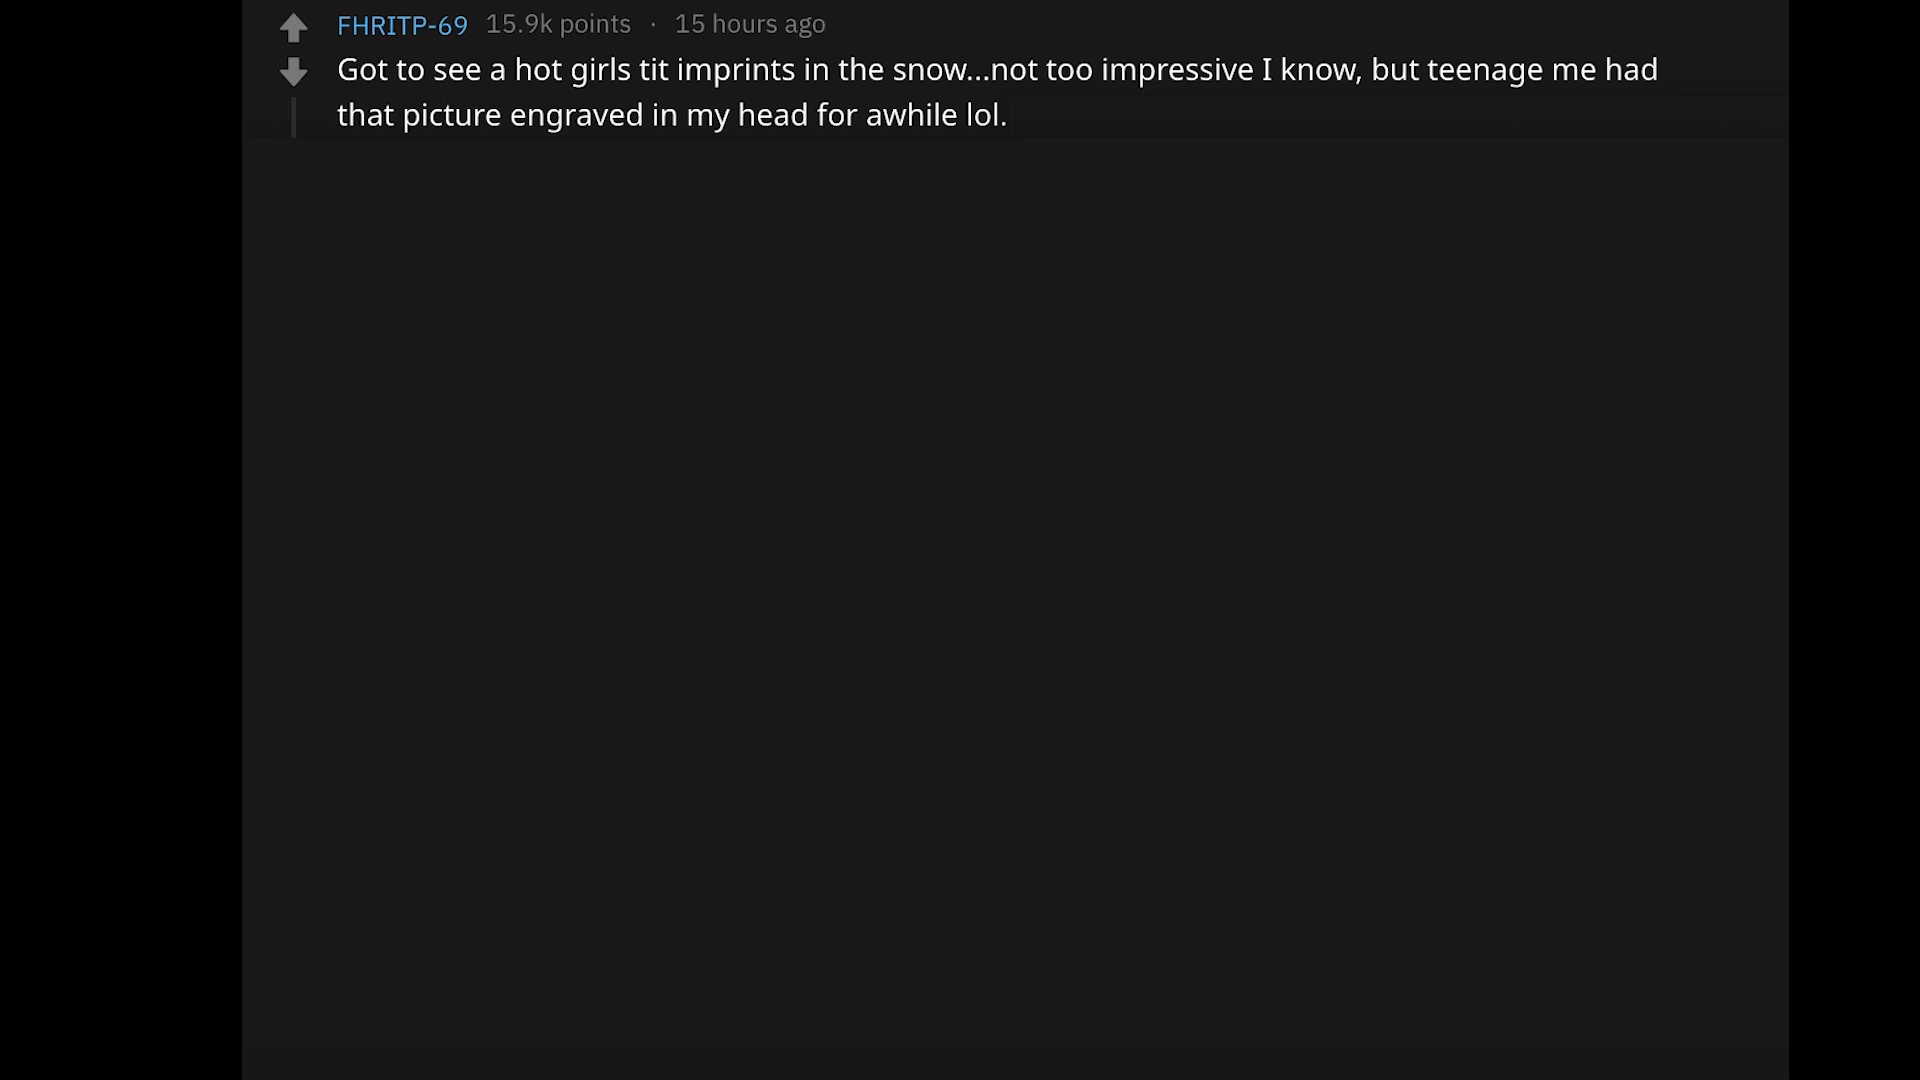 FHRITP-69 15.9k points · 15 hours ago
Got to see a hot girls tit imprints in the snow...not too impressive I know, but teenage me had
that picture engraved in my head for awhile lol.